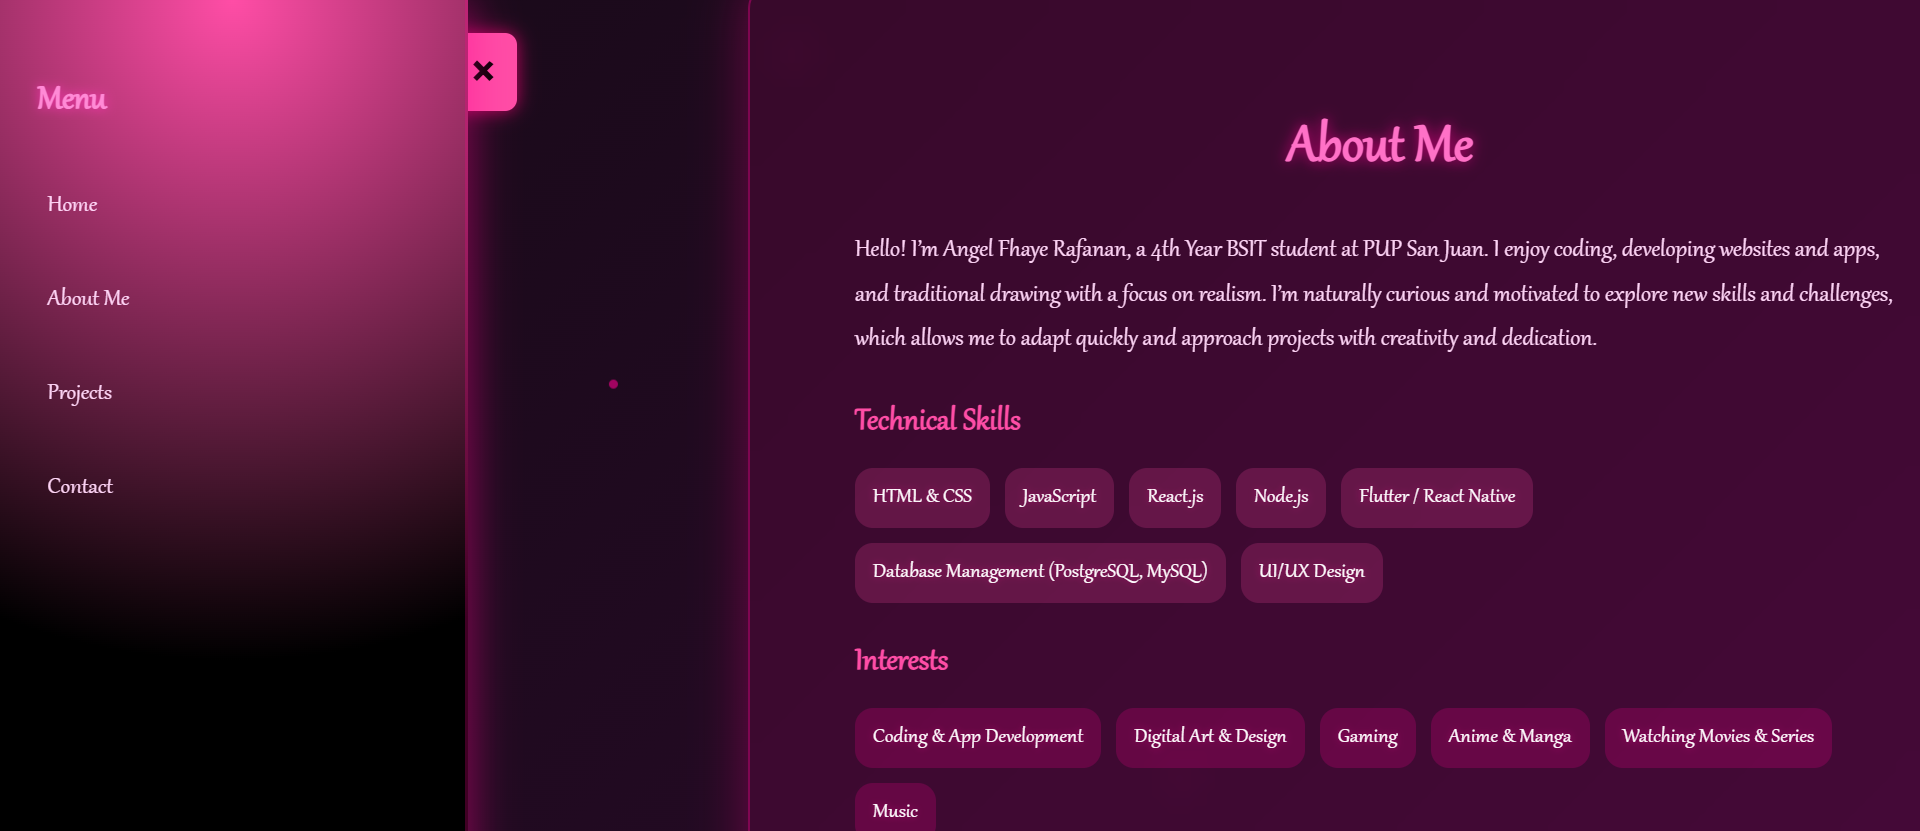 Menu
Home
About Me
Projects
Contact
×
About Me
Hello! I'm Angel Fhaye Rafanan, a 4th Year BSIT student at PUP San Juan. I enjoy coding, developing websites and apps,
and traditional drawing with a focus on realism. I'm naturally curious and motivated to explore new skills and challenges,
which allows me to adapt quickly and approach projects with creativity and dedication.
Technical Skills
HTML & CSS JavaScript React.js Node.js Flutter / React Native
Database Management (PostgreSQL, MySQL) UI/UX Design
Interests
Coding & App Development Digital Art & Design Gaming Anime & Manga Watching Movies & Series
Music